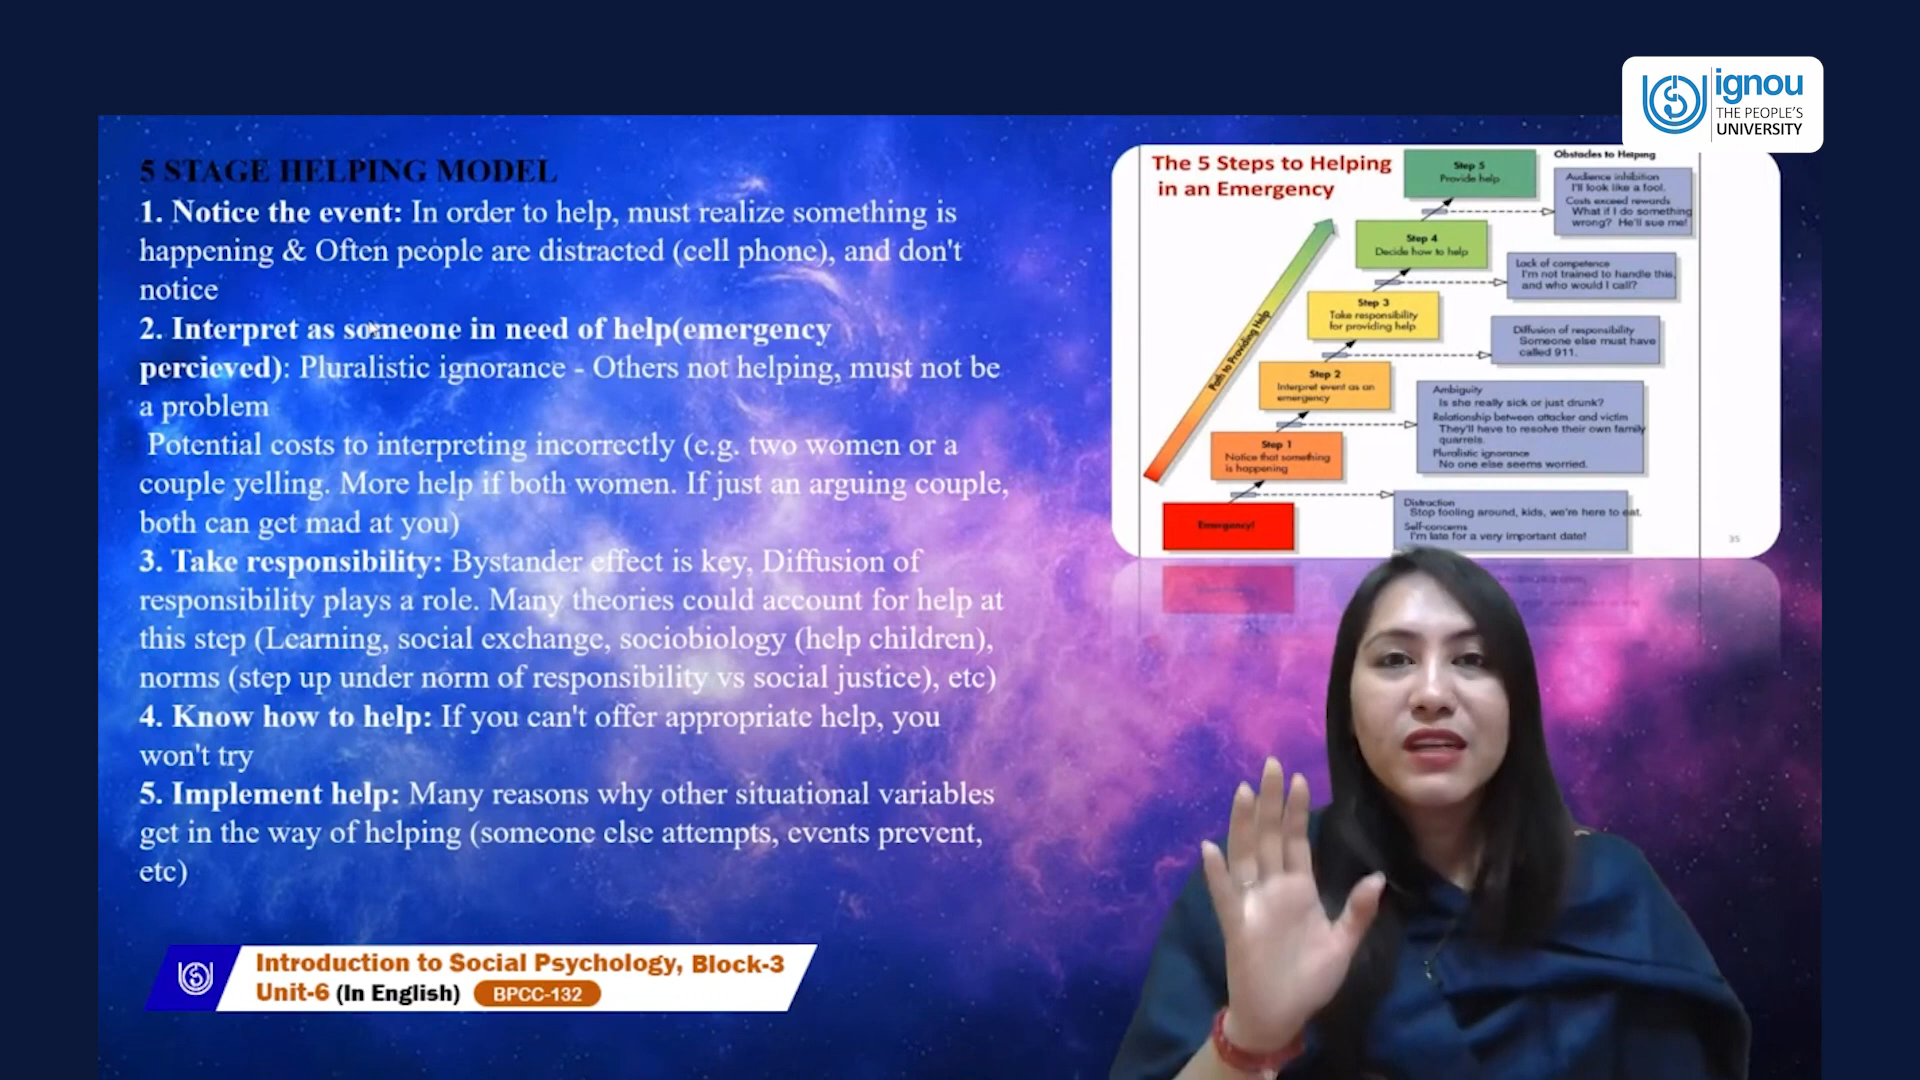 ignou
THE PEOPLE'S
UNIVERSITY
5 STAGE HELPING MODEL
1. Notice the event: In order to help, must realize something is
happening & Often people are distracted (cell phone), and don't
notice
2. Interpret as someone in need of help(emergency
percieved): Pluralistic ignorance - Others not helping, must not be
a problem
Potential costs to interpreting incorrectly (e.g. two women or a
couple yelling. More help if both women. If just an arguing couple,
both can get mad at you)
3. Take responsibility: Bystander effect is key, Diffusion of
responsibility plays a role. Many theories could account for help at
this step (Learning, social exchange, sociobiology (help children),
norms (step up under norm of responsibility vs social justice), etc)
4. Know how to help: If you can't offer appropriate help, you
won't try
5. Implement help: Many reasons why other situational variables
get in the way of helping (someone else attempts, events prevent,
etc)
The 5 Steps to Helping
in an Emergency
Obstacles to Helping
Step 5
Provide help
Audience inhibition
I'll look like a fool.
Costs exceed rewards
What if I do something
wrong? He'll sue me!
Step 4
Decide how to help
Lack of competence
I'm not trained to handle this,
and who would I call?
Step 3
Take responsibility
for providing help
Diffusion of responsibility
Someone else must have
called 911.
Path to Providing Help
Step 2
Interpret event as an
emergency
Ambiguity
Is she really sick or just drunk?
Relationship between attacker and victim
They'll have to resolve their own family
quarrels.
Pluralistic ignorance
No one else seems worried.
Step 1
Notice that something
is happening
Emergency!
Distraction
Stop fooling around, kids, we're here to eat.
Self-concerns
I'm late for a very important date!
35
Introduction to Social Psychology, Block-3
Unit-6 (In English) BPCC-132